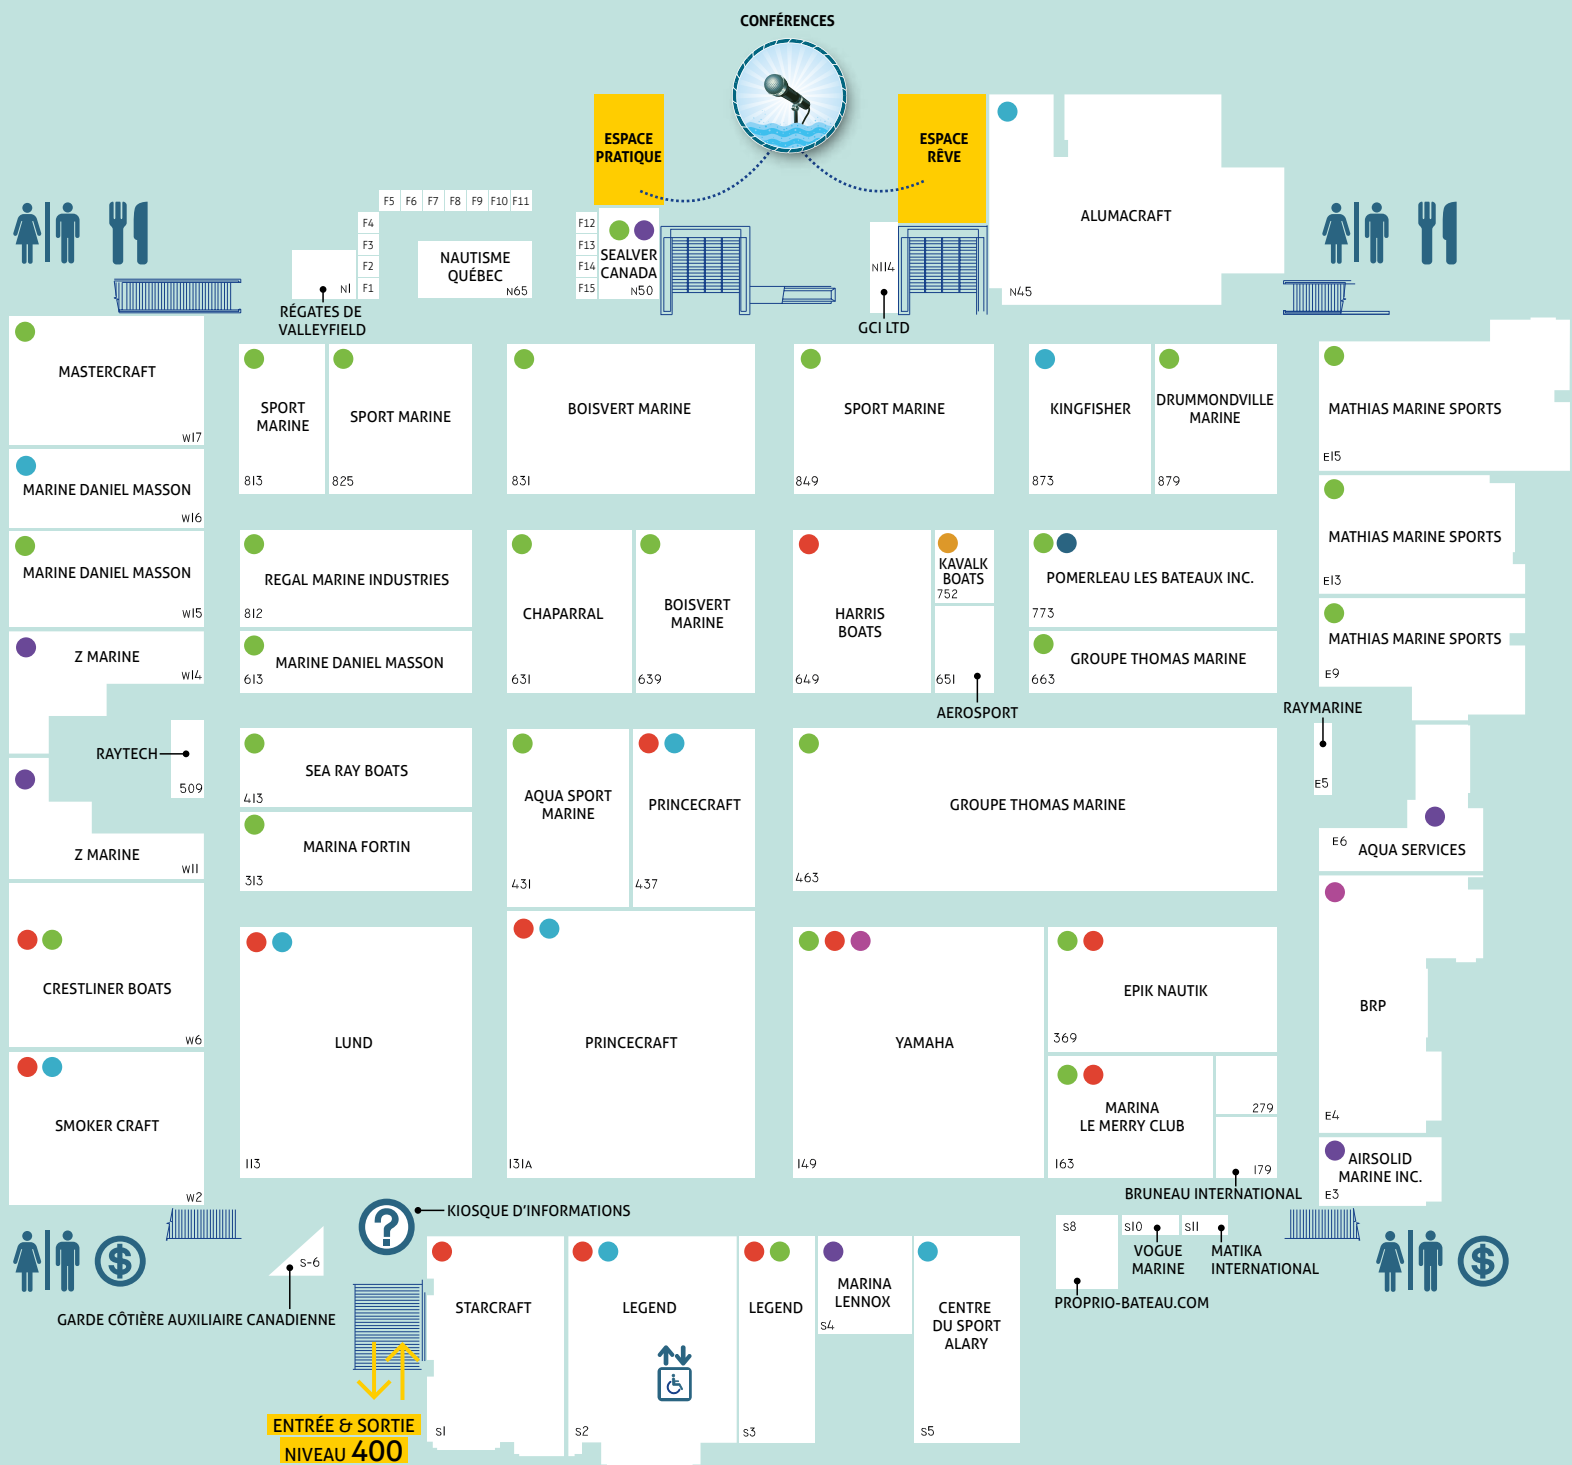 CONFÉRENCES
ESPACE
PRATIQUE
ESPACE
RÊVE
F5 F6 F7 F8 F9 F10 F11
F4
F3
F2
F1
F12
F13
F14
F15
NAUTISME
QUÉBEC
N65
SEALVER
CANADA
N50
N1
RÉGATES DE
VALLEYFIELD
N114
GCI LTD
ALUMACRAFT
N45
MASTERCRAFT
W17
SPORT
MARINE
813
SPORT MARINE
825
BOISVERT MARINE
831
SPORT MARINE
849
KINGFISHER
873
DRUMMONDVILLE
MARINE
879
MATHIAS MARINE SPORTS
E15
MARINE DANIEL MASSON
W16
MARINE DANIEL MASSON
W15
REGAL MARINE INDUSTRIES
812
MARINE DANIEL MASSON
613
CHAPARRAL
631
BOISVERT
MARINE
639
HARRIS
BOATS
649
KAVALK
BOATS
752
651
AEROSPORT
POMERLEAU LES BATEAUX INC.
773
GROUPE THOMAS MARINE
663
MATHIAS MARINE SPORTS
E13
MATHIAS MARINE SPORTS
E9
Z MARINE
W14
RAYTECH
509
Z MARINE
W11
SEA RAY BOATS
413
MARINA FORTIN
313
AQUA SPORT
MARINE
431
PRINCECRAFT
437
GROUPE THOMAS MARINE
463
RAYMARINE
E5
E6
AQUA SERVICES
CRESTLINER BOATS
W6
SMOKER CRAFT
W2
LUND
113
PRINCECRAFT
131A
YAMAHA
149
EPIK NAUTIK
369
MARINA
LE MERRY CLUB
163
279
179
BRUNEAU INTERNATIONAL
BRP
E4
AIRSOLID
MARINE INC.
E3
?
KIOSQUE D'INFORMATIONS
$
S-6
GARDE CÔTIÈRE AUXILIAIRE CANADIENNE
STARCRAFT
S1
LEGEND
S2
LEGEND
S3
MARINA
LENNOX
S4
CENTRE
DU SPORT
ALARY
S5
S8
PROPRIO-BATEAU.COM
S10
VOGUE
MARINE
S11
MATIKA
INTERNATIONAL
$
ENTRÉE & SORTIE
NIVEAU 400